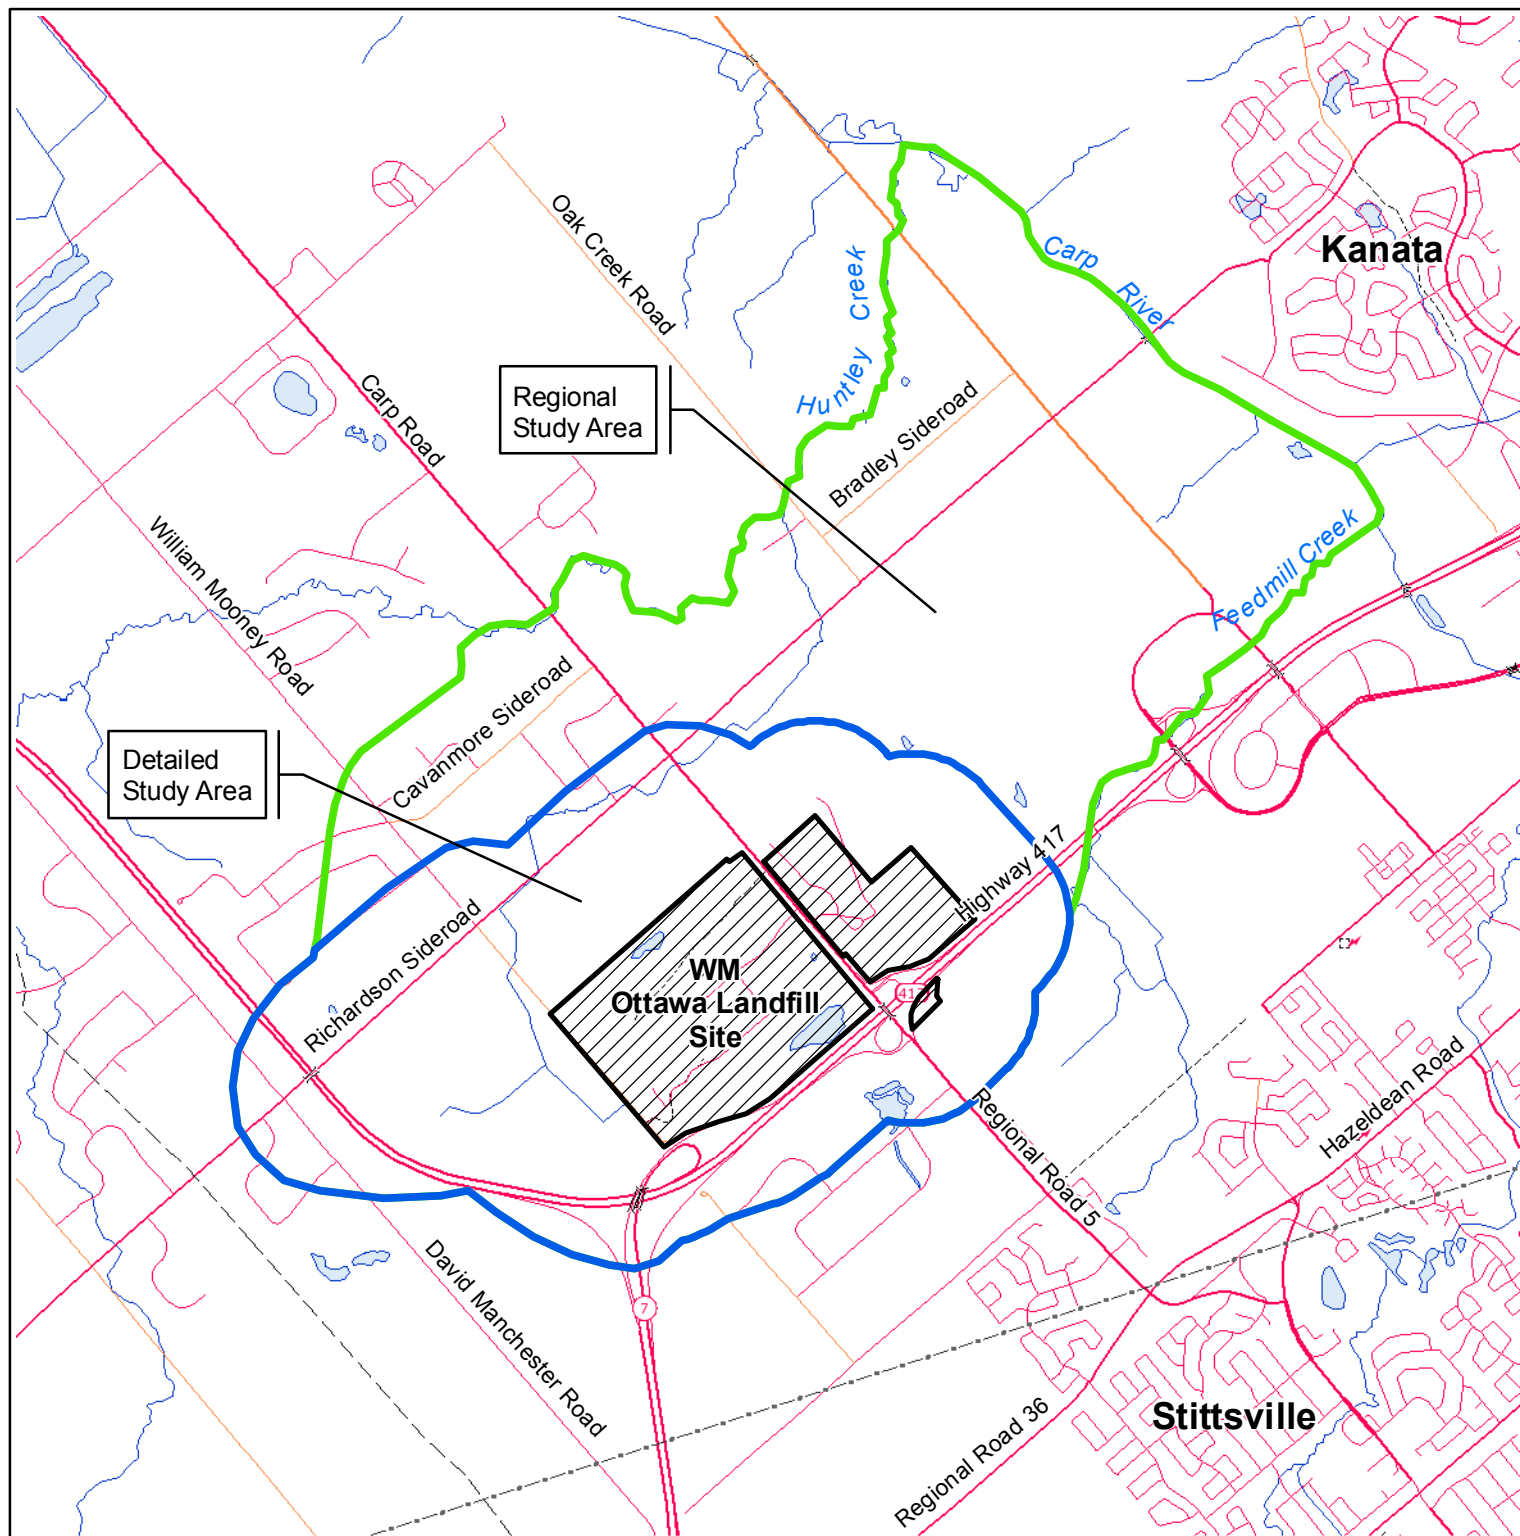 Kanata
Oak Creek Road
Carp River
Huntley Creek
Carp Road
Regional
Study Area
Bradley Sideroad
William Mooney Road
Feedmill Creek
Cavanmore Sideroad
Detailed
Study Area
Highway 417
Richardson Sideroad
WM
Ottawa Landfill
Site
417
Hazeldean Road
Regional Road 5
David Manchester Road
7
Stittsville
Regional Road 36